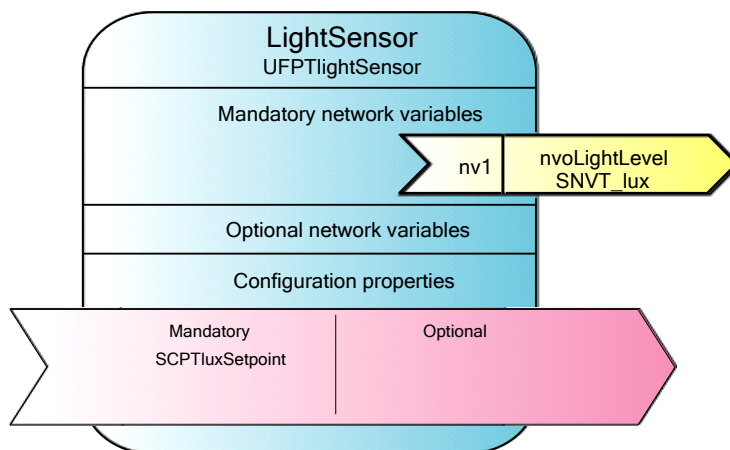 LightSensor
UFPTlightSensor
Mandatory network variables
nv1
nvoLightLevel
SNVT_lux
Optional network variables
Configuration properties
Mandatory
Optional
SCPTluxSetpoint